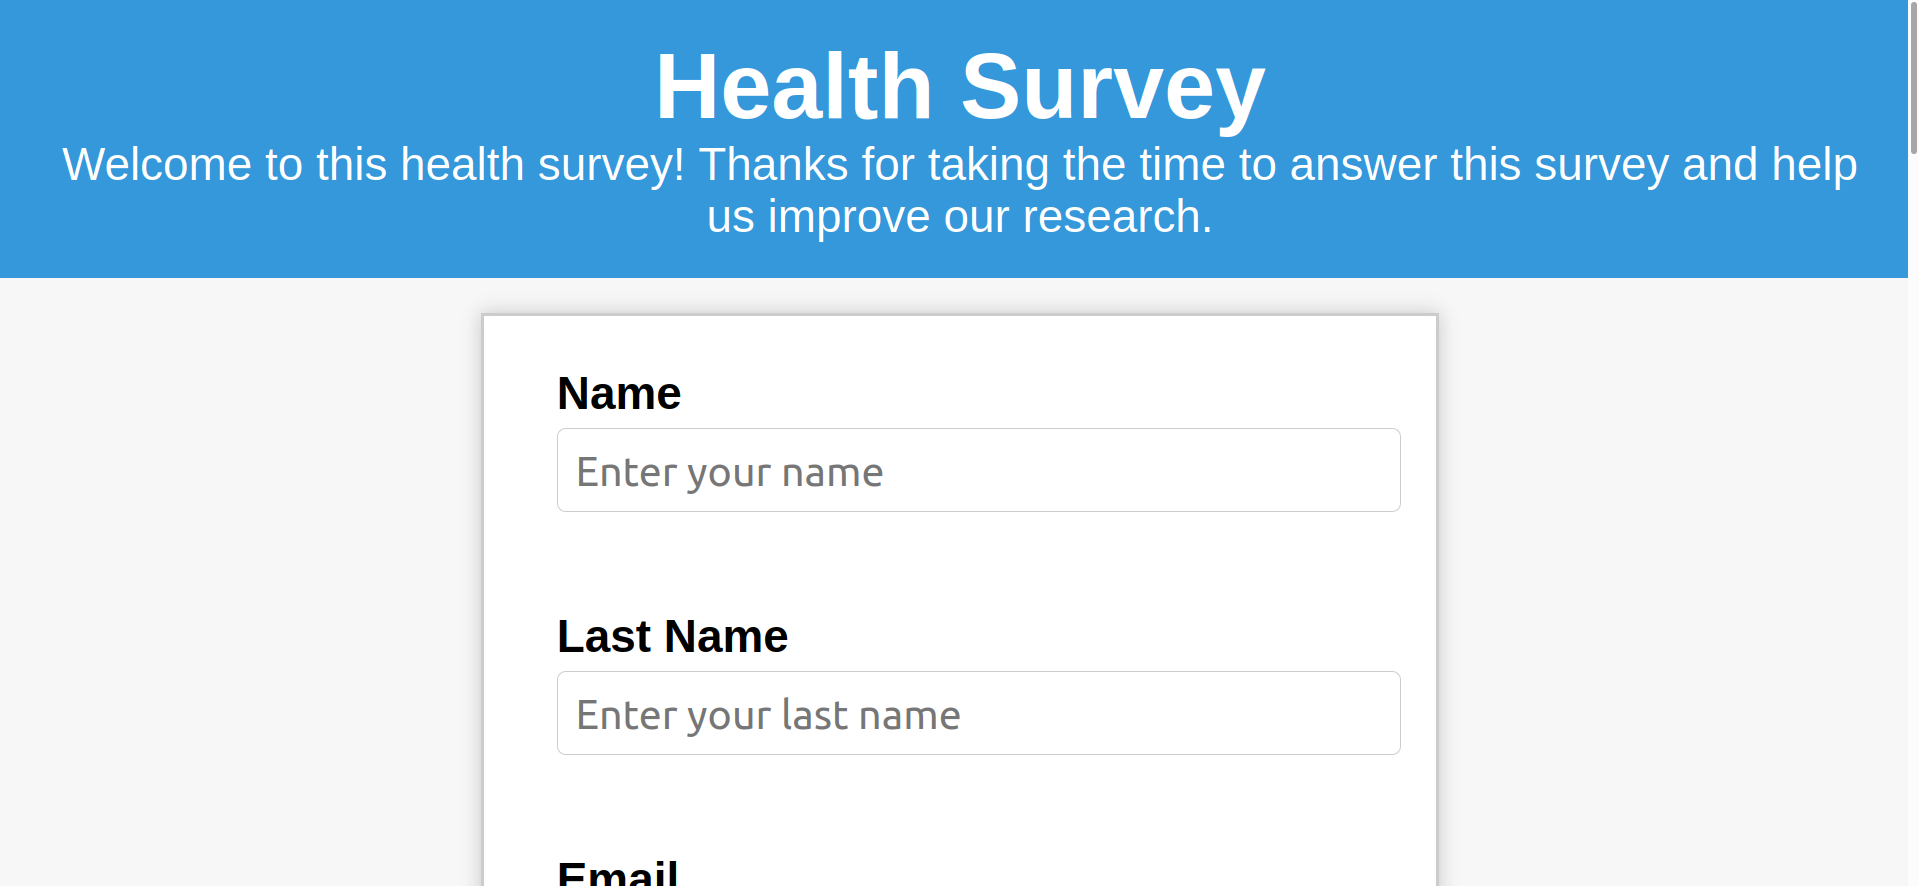 Health Survey
Welcome to this health survey! Thanks for taking the time to answer this survey and help
us improve our research.
Name
Enter your name
Last Name
Enter your last name
Email